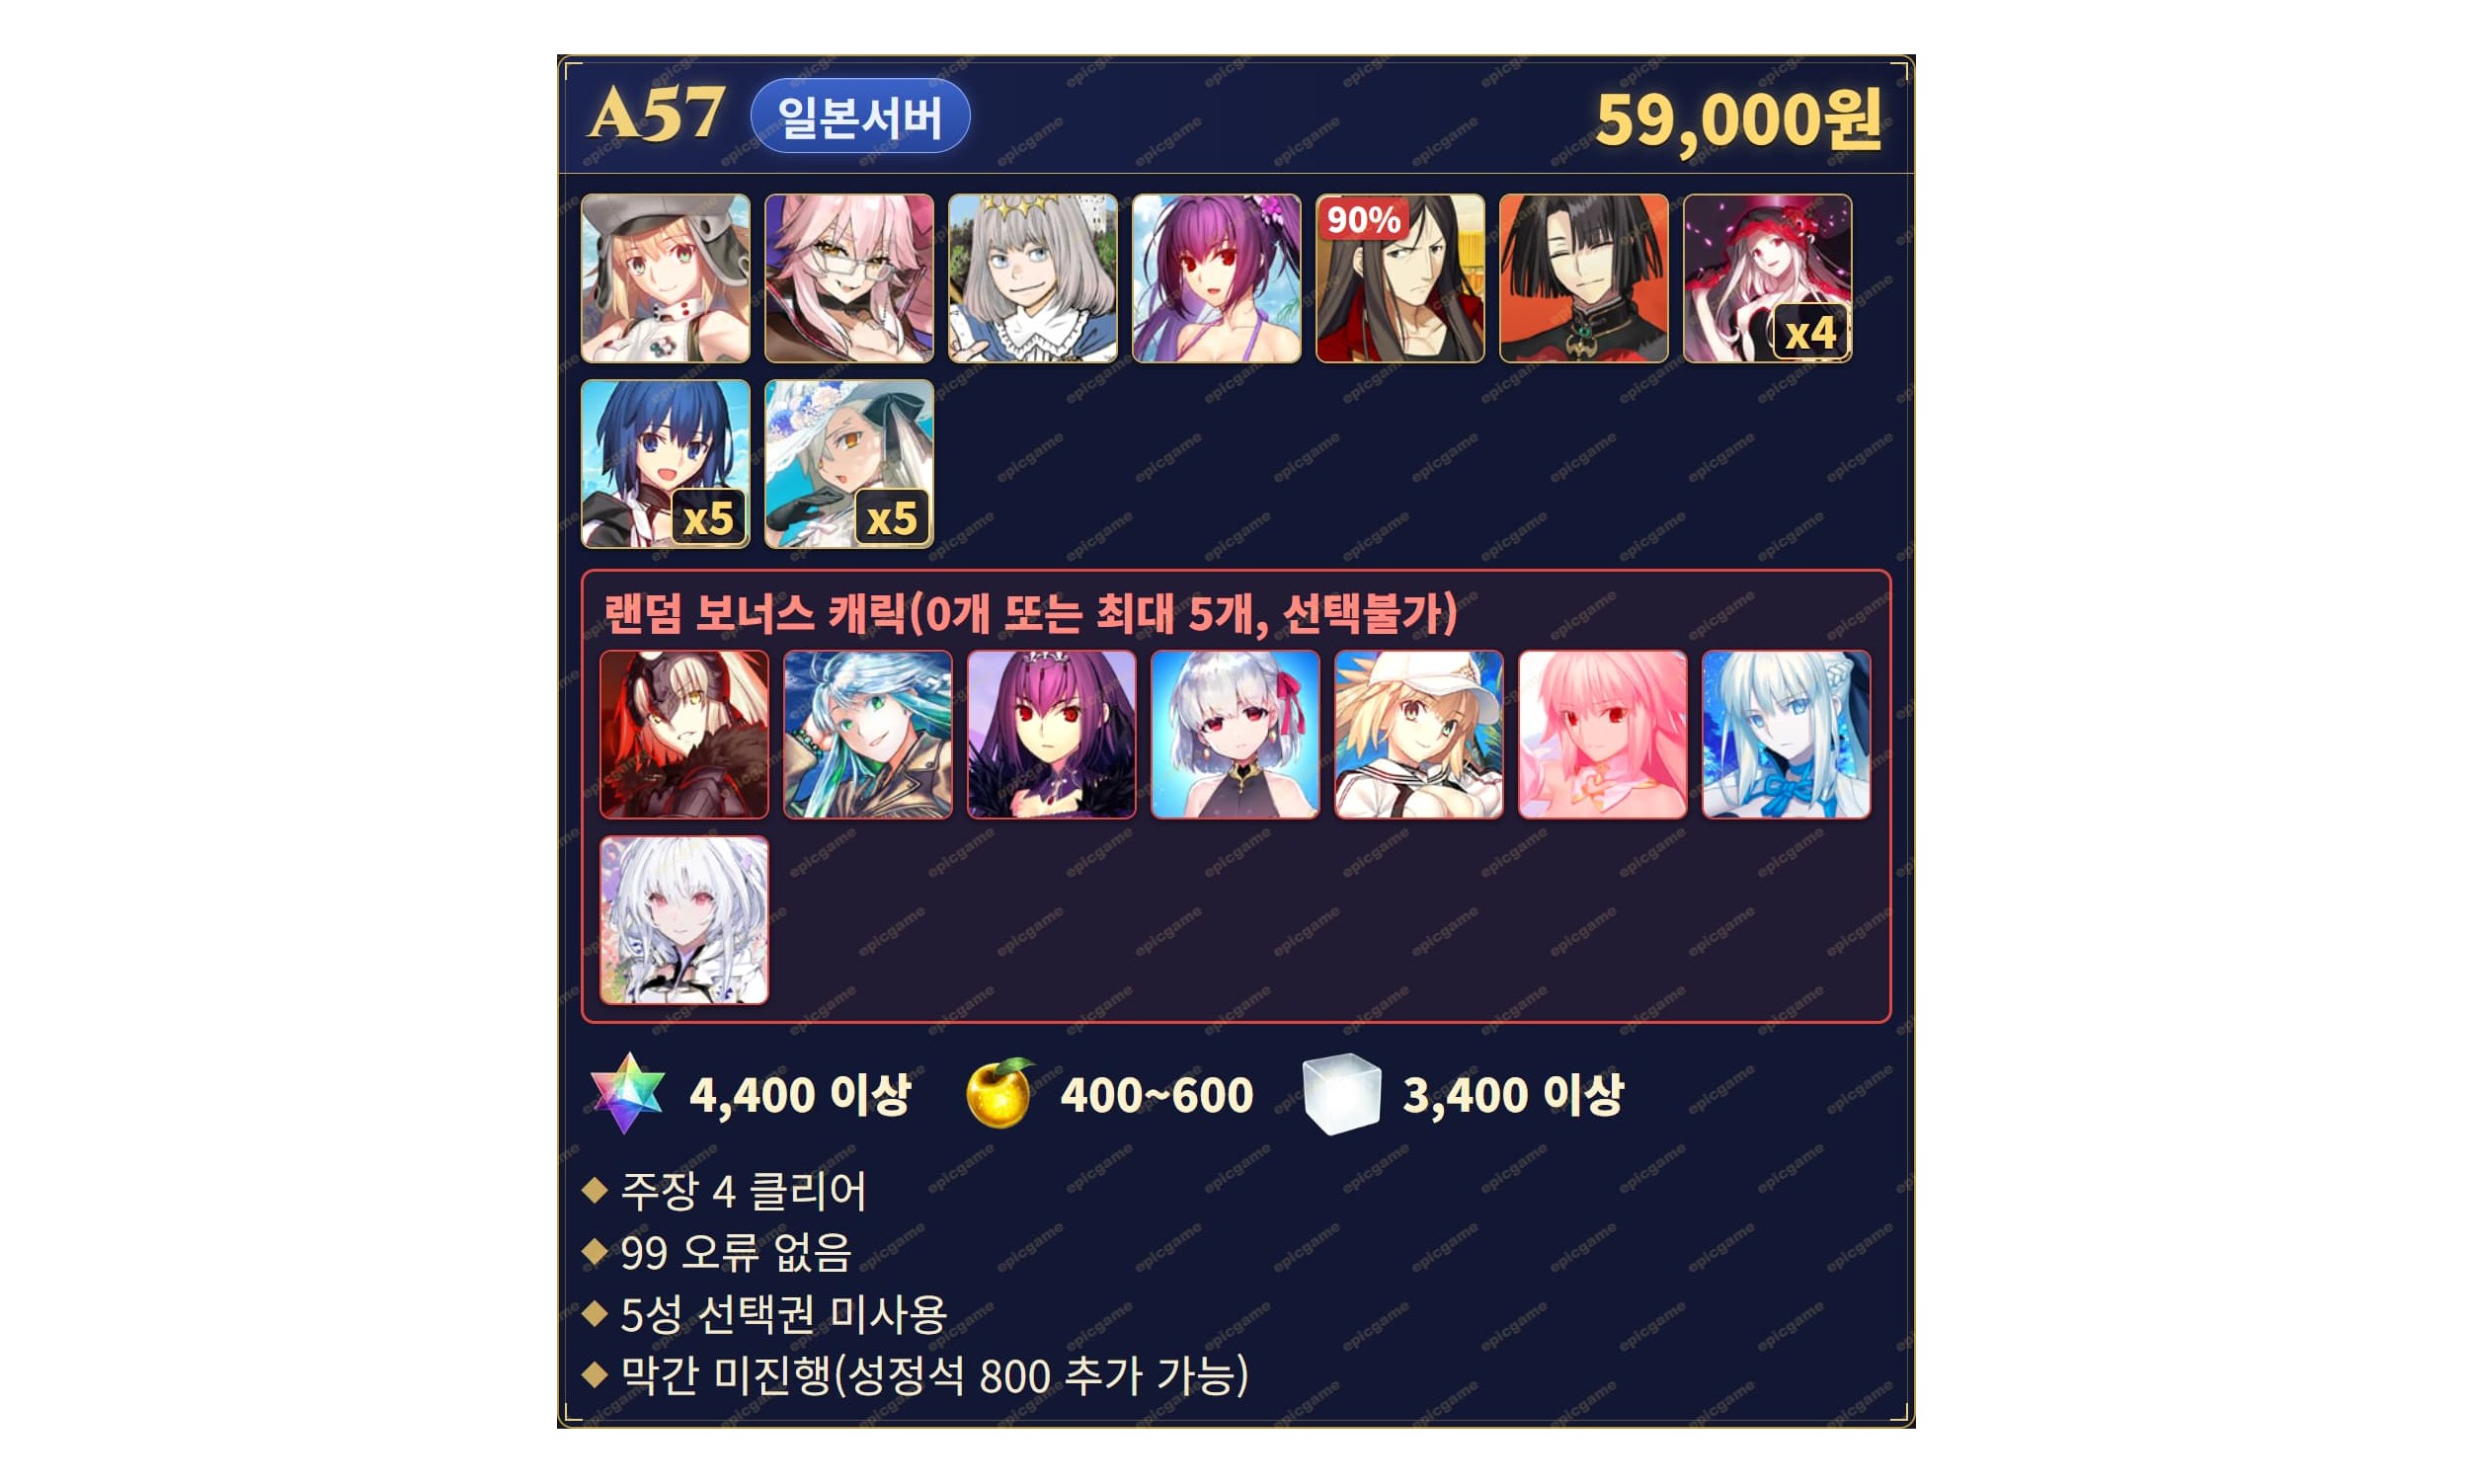 A57 일본서버 59,000원
90%
x4
x5 x5
랜덤 보너스 캐릭(0개 또는 최대 5개, 선택불가)
4,400 이상 400~600 3,400 이상
주장 4 클리어
99 오류 없음
5성 선택권 미사용
막간 미진행(성정석 800 추가 가능)
epicgame